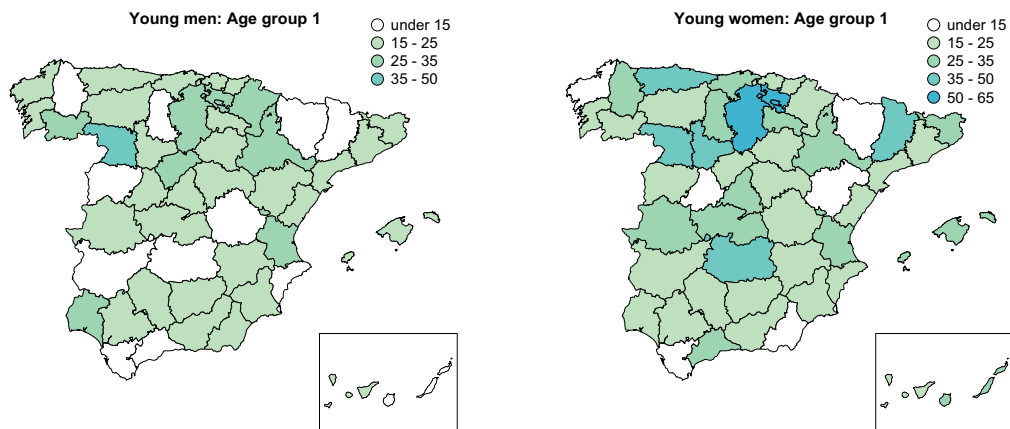 Young men: Age group 1
under 15
15 - 25
25 - 35
35 - 50
Young women: Age group 1
under 15
15 - 25
25 - 35
35 - 50
50 - 65